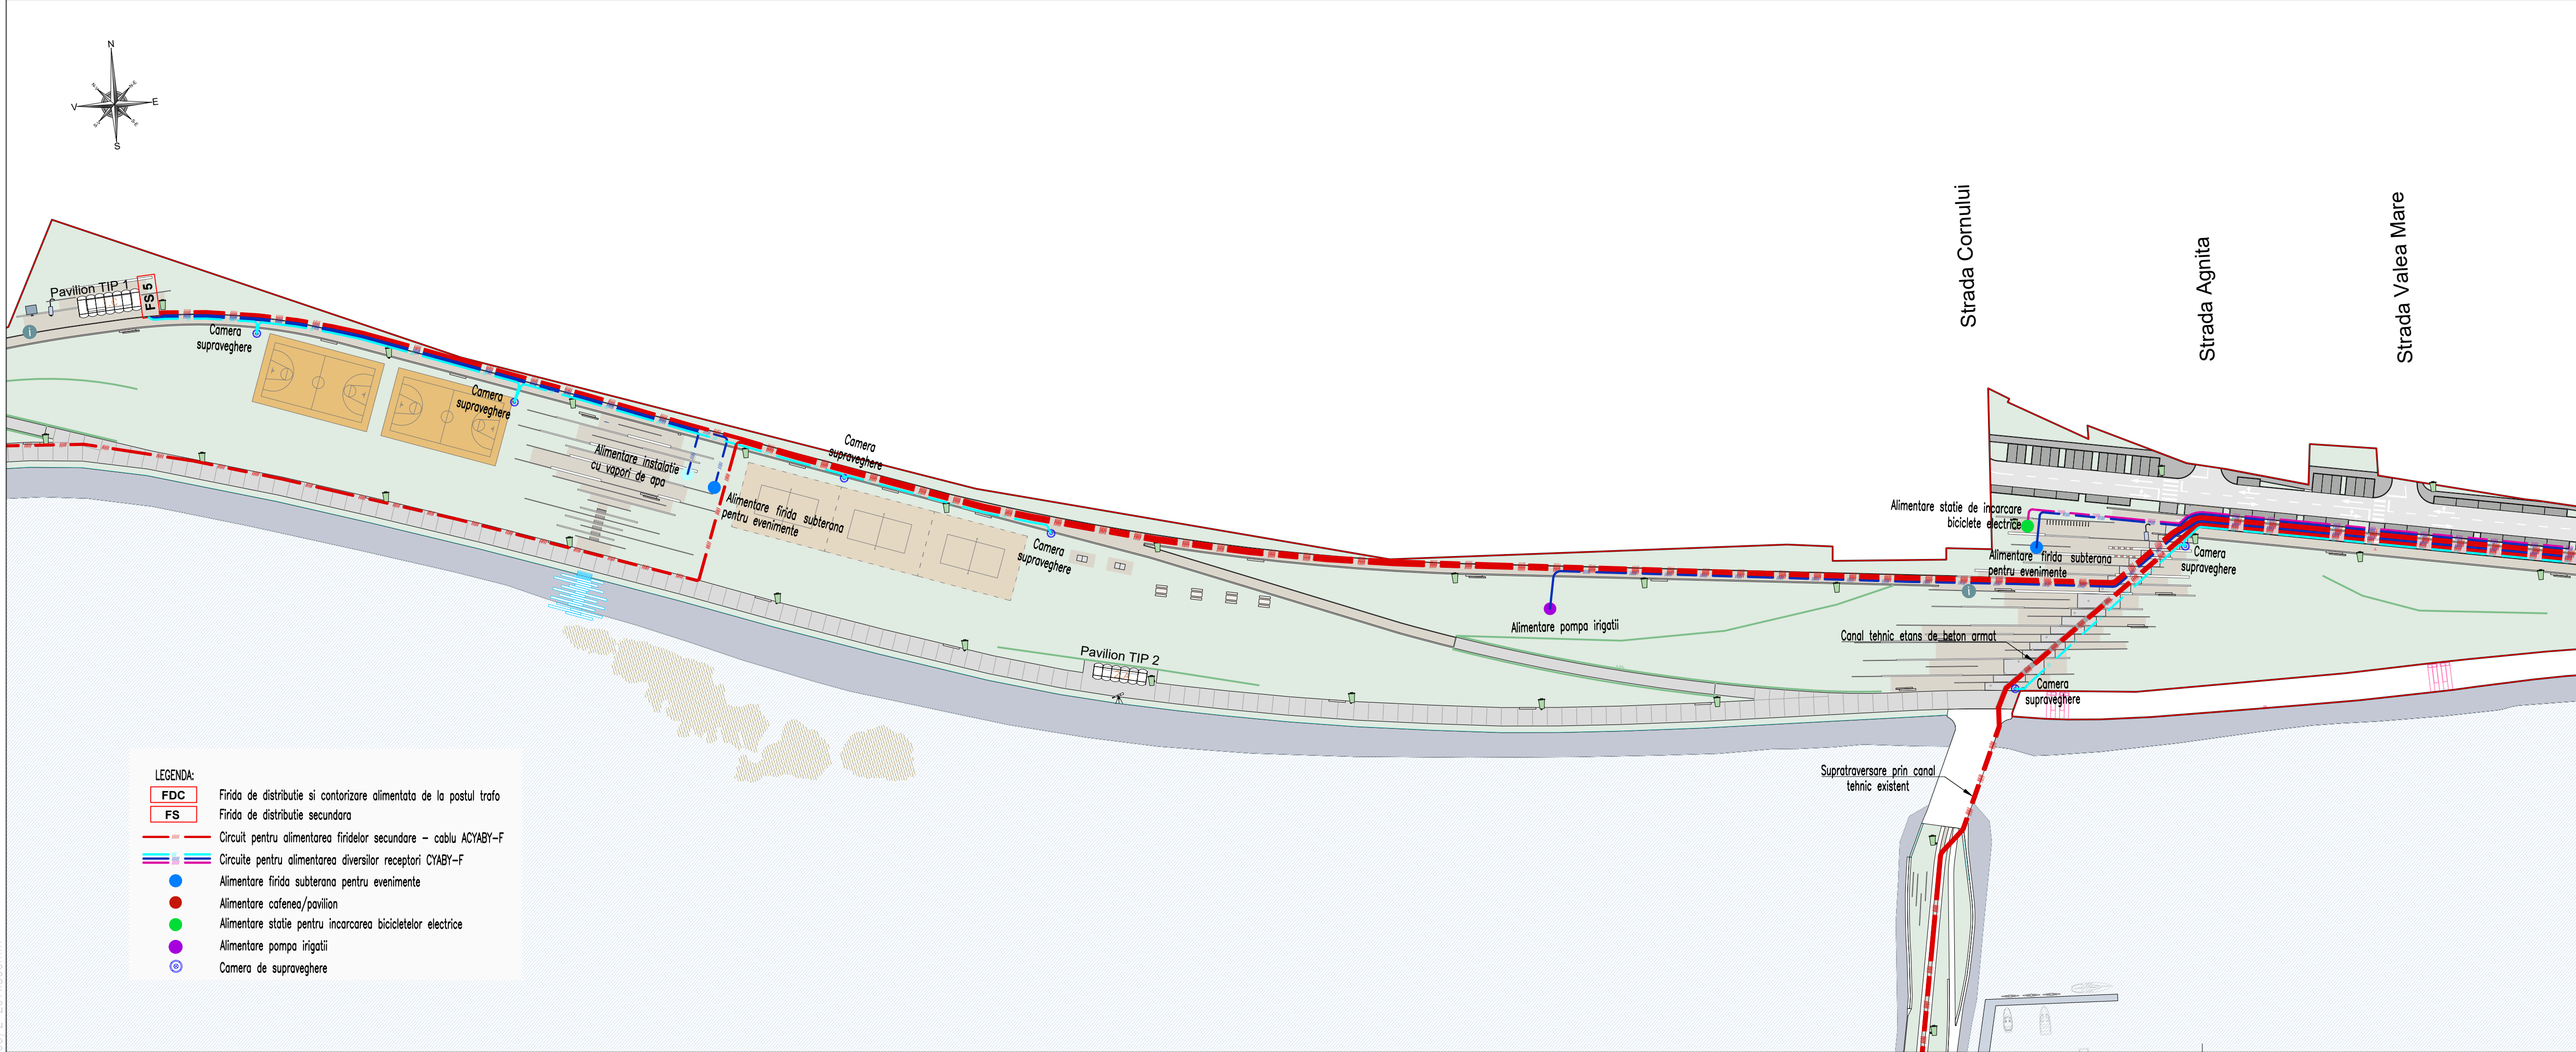 N
N-V
N-E
V
E
S-V
S-E
S
Strada Cornului
Strada Agnita
Strada Valea Mare
Pavilion TIP 1
FS 5
i
Camera
supraveghere
Camera
supraveghere
Alimentare instalatie
cu vapori de apa
Camera
supraveghere
Alimentare firida subterana
pentru evenimente
Camera
supraveghere
Alimentare pompa irigatii
Pavilion TIP 2
Alimentare statie de incarcare
biciclete electrice
Alimentare firida subterana
pentru evenimente
Camera
supraveghere
i
Canal tehnic etans de beton armat
Camera
supraveghere
Supratraversare prin canal
tehnic existent
LEGENDA:
FDC Firida de distributie si contorizare alimentata de la postul trafo
FS Firida de distributie secundara
Circuit pentru alimentarea firidelor secundare - cablu ACYABY-F
Circuite pentru alimentarea diversilor receptori CYABY-F
Alimentare firida subterana pentru evenimente
Alimentare cafenea/pavilion
Alimentare statie pentru incarcarea bicicletelor electrice
Alimentare pompa irigatii
Camera de supraveghere